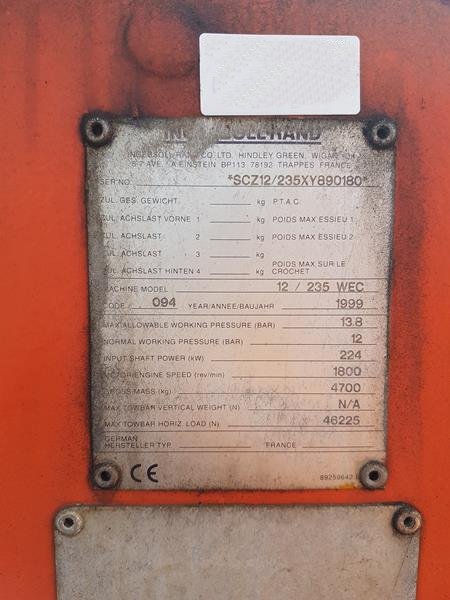 INGERSOLL-RAND
INGERSOLL-RAND CO. LTD. HINDLEY GREEN, WIGAN
5-7 AVE. A.EINSTEIN BP113 78192 TRAPPES FRANCE
SER'NO. *SCZ12/235XY890180*
ZUL. GES. GEWICHT. kg P.T.A.C.
ZUL. ACHSLAST VORNE 1 kg POIDS MAX ESSIEU 1
ZUL. ACHSLAST 2 kg POIDS MAX ESSIEU 2
ZUL. ACHSLAST 3 kg
ZUL. ACHSLAST HINTEN 4 kg POIDS MAX SUR LE CROCHET
MACHINE MODEL 12 / 235 WEC
CODE 094 YEAR/ANNEE/BAUJAHR 1999
MAX ALLOWABLE WORKING PRESSURE (BAR) 13.8
NORMAL WORKING PRESSURE (BAR) 12
INPUT SHAFT POWER (kW) 224
MOTOR/ENGINE SPEED (rev/min) 1800
GROSS MASS (kg) 4700
MAX TOWBAR VERTICAL WEIGHT (N) N/A
MAX TOWBAR HORIZ. LOAD (N) 46225
GERMAN
HERSTELLER TYP. FRANCE
CE 89250642